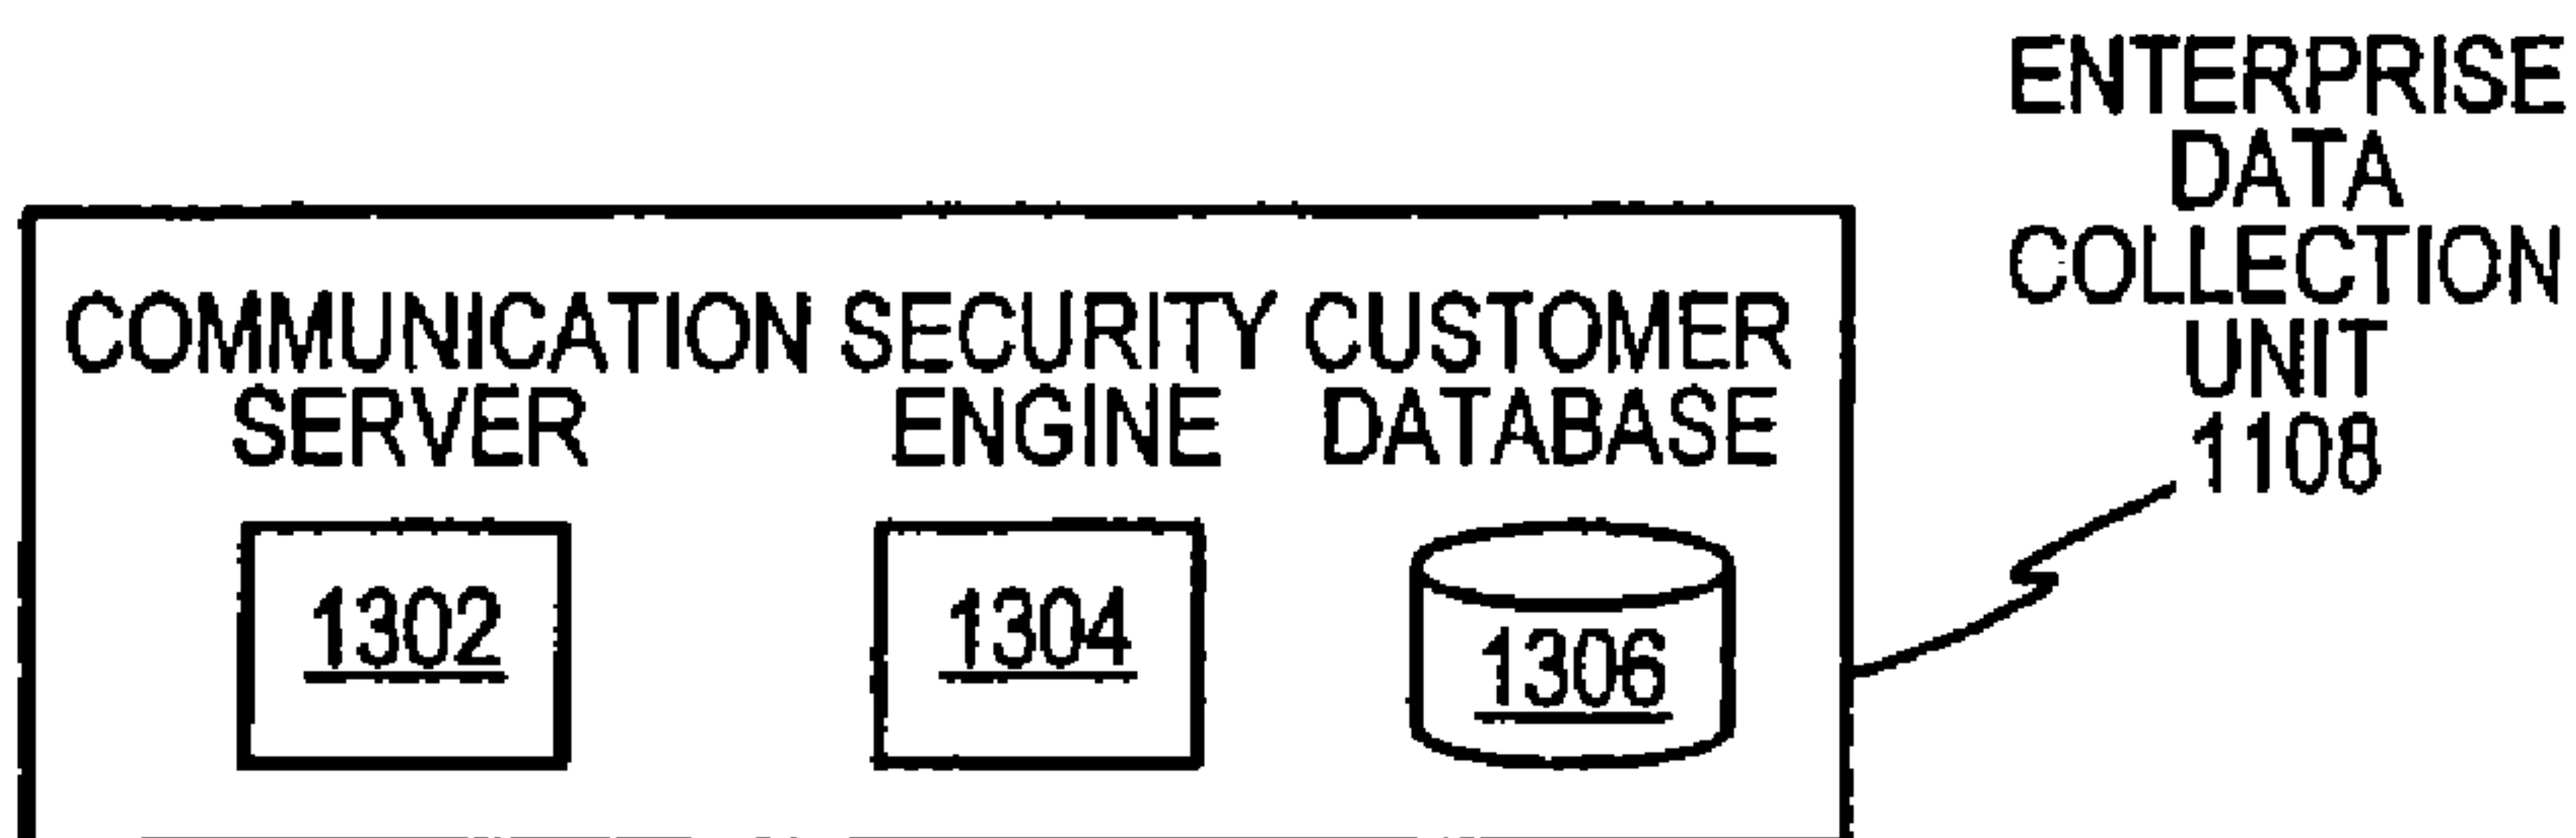 ENTERPRISE
DATA
COLLECTION
UNIT
1108
COMMUNICATION SECURITY CUSTOMER
SERVER ENGINE DATABASE
1302 1304 1306